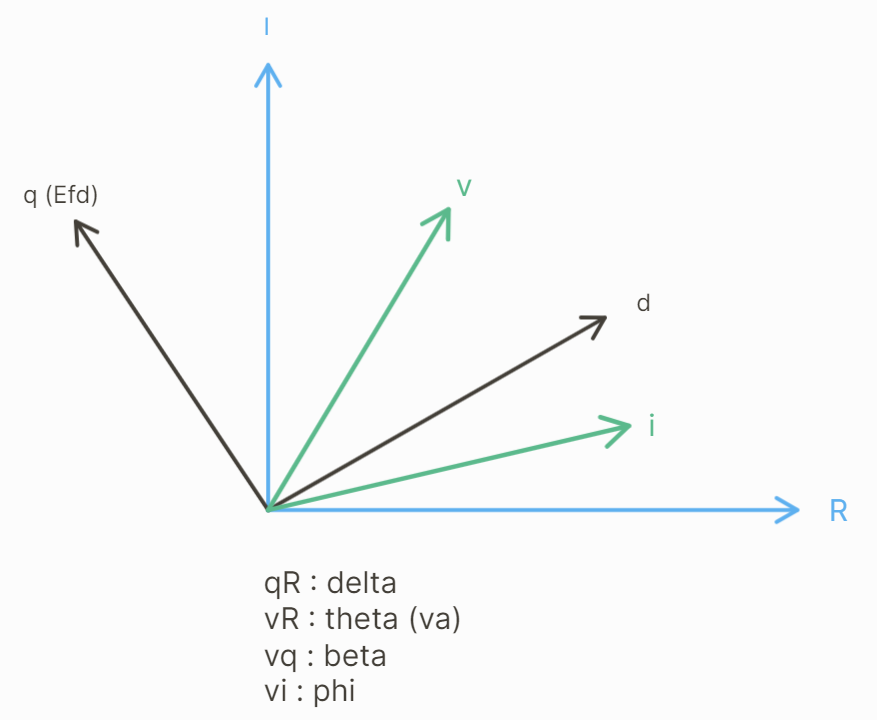 I
v
q (Efd)
d
i
R
qR : delta
vR : theta (va)
vq : beta
vi : phi